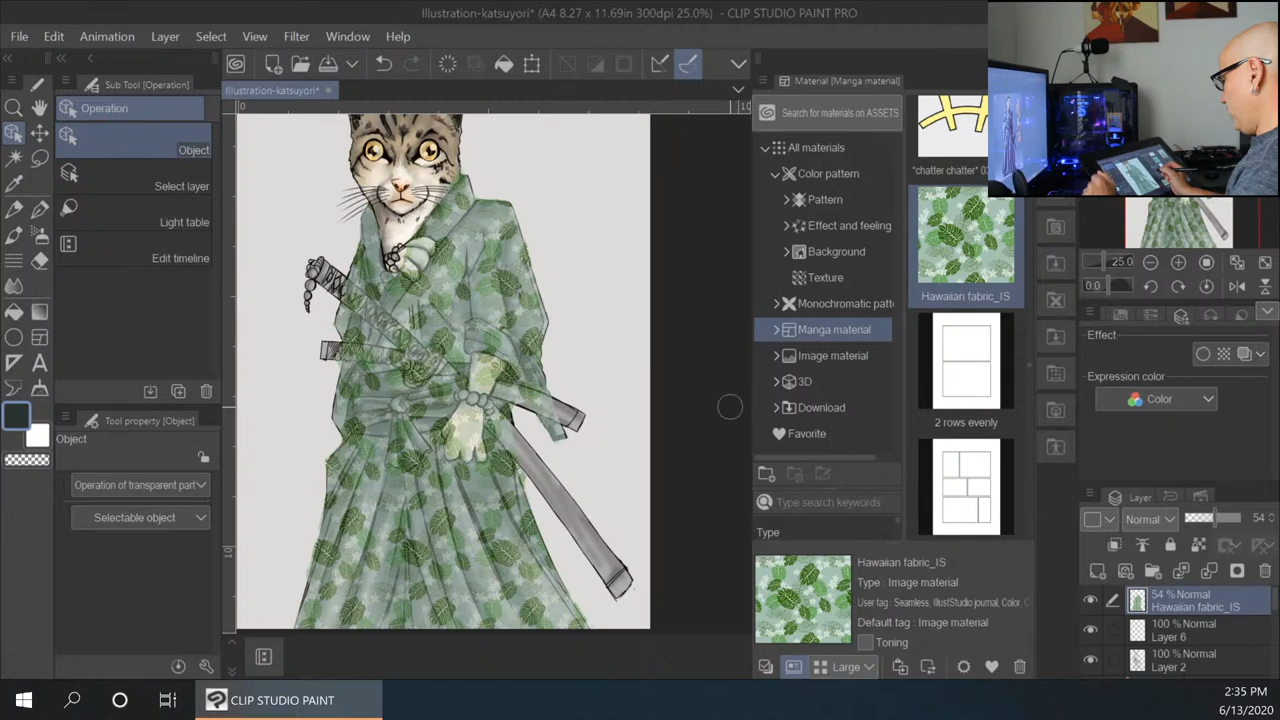 Illustration-katsuyori* (A4 8.27 x 11.69in 300dpi 25.0%) - CLIP STUDIO PAINT PRO
File Edit Animation Layer Select View Filter Window Help
Sub Tool [Operation]
Operation
Object
Select layer
Light table
Edit timeline
Tool property [Object]
Object
Operation of transparent part
Selectable object
Illustration-katsuyori*
0
10
10
Material [Manga material]
Search for materials on ASSETS
All materials
Color pattern
Pattern
Effect and feeling
Background
Texture
Monochromatic patt
Manga material
Image material
3D
Download
Favorite
Type search keywords
Type
"chatter chatter" 0
Hawaiian fabric_IS
2 rows evenly
Hawaiian fabric_IS
Type : Image material
User tag : Seamless, IllustStudio journal, Color,
Default tag : Image material
Toning
Large
25.0
0.0
Effect
Expression color
Color
Layer
Normal
54
54 % Normal
Hawaiian fabric_IS
100 % Normal
Layer 6
100 % Normal
Layer 2
CLIP STUDIO PAINT
2:35 PM
6/13/2020